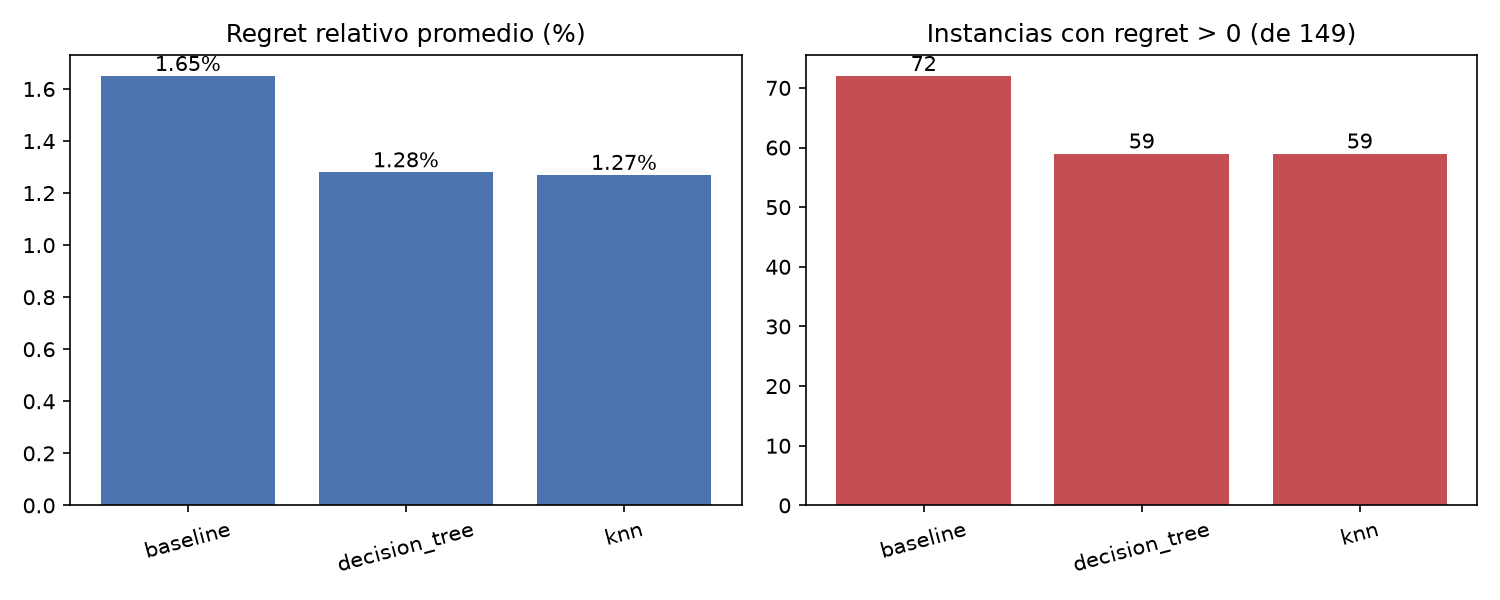 Regret relativo promedio (%)
1.6
1.4
1.2
1.0
0.8
0.6
0.4
0.2
0.0
1.65%
1.28%
1.27%
baseline
decision_tree
knn
Instancias con regret > 0 (de 149)
70
60
50
40
30
20
10
0
72
59
59
baseline
decision_tree
knn